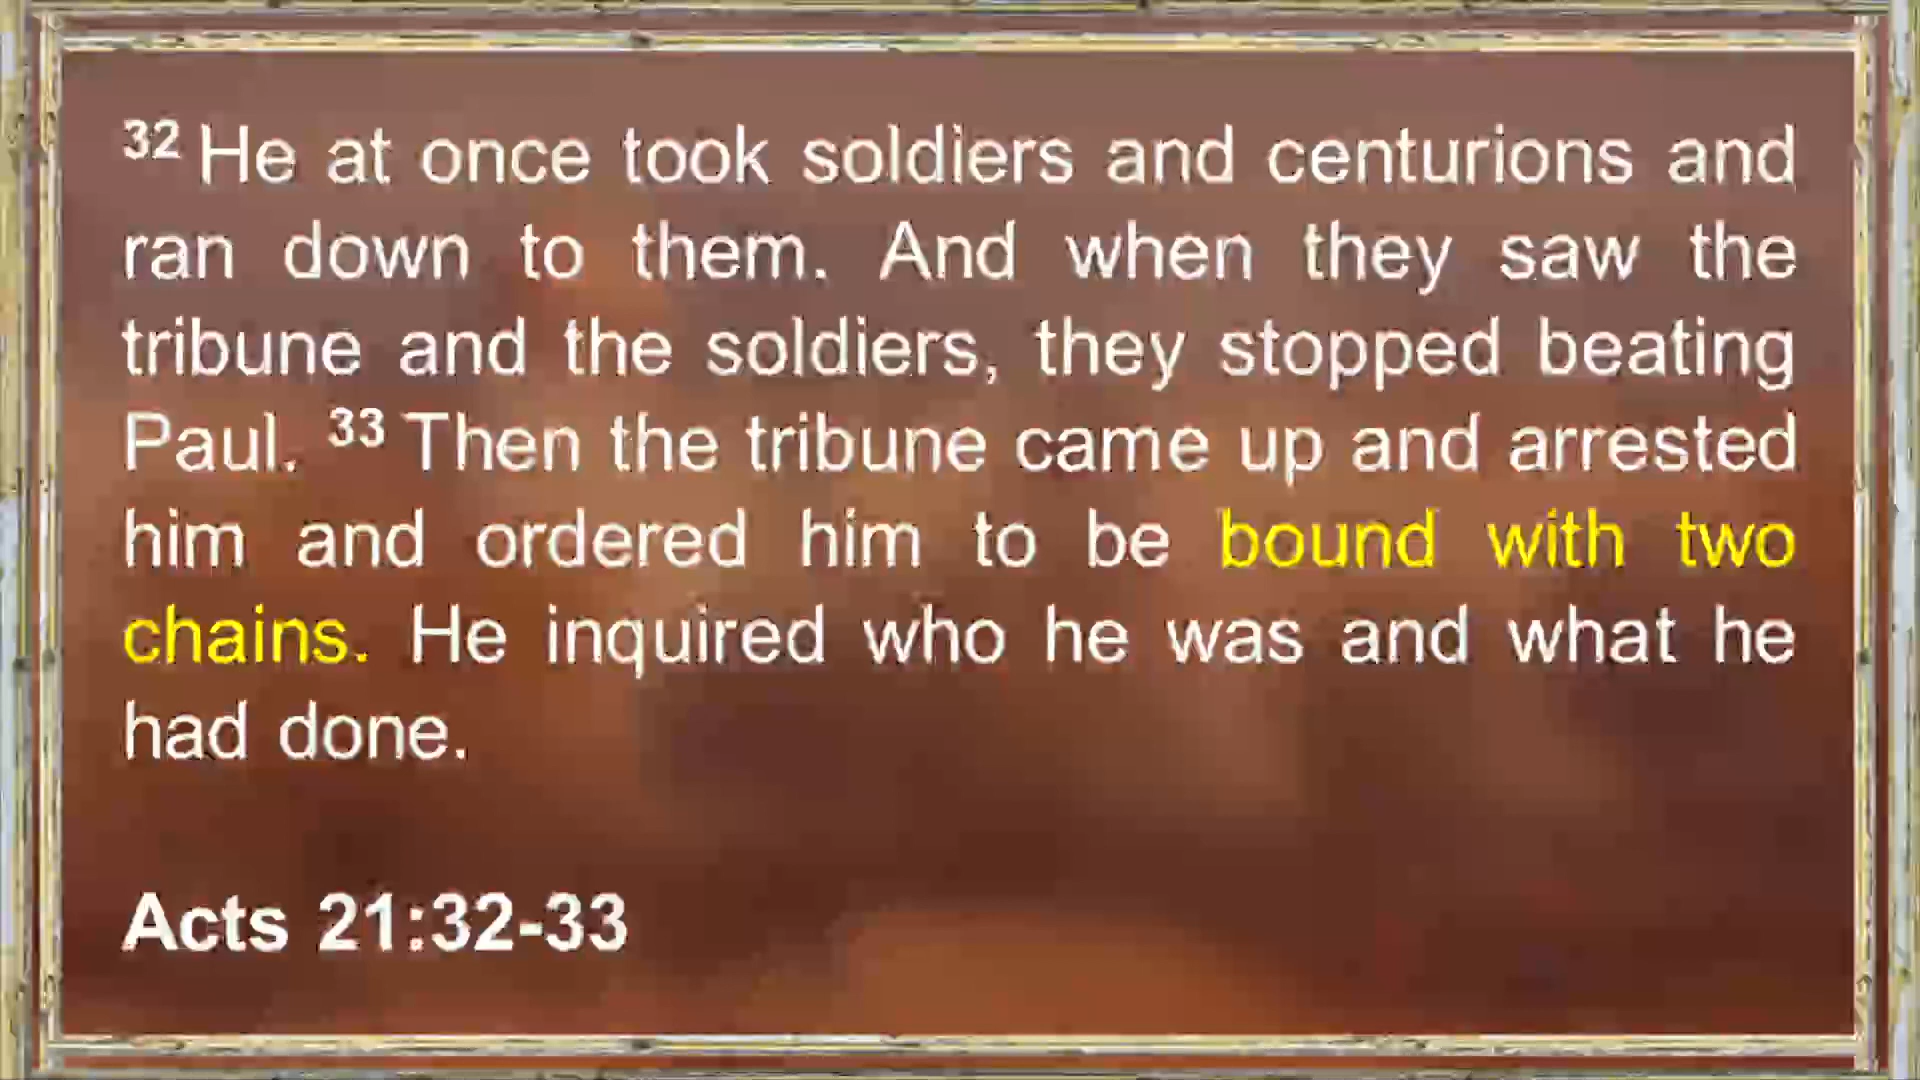 32 He at once took soldiers and centurions and
ran down to them. And when they saw the
tribune and the soldiers, they stopped beating
Paul. 33 Then the tribune came up and arrested
him and ordered him to be bound with two
chains. He inquired who he was and what he
had done.
Acts 21:32-33